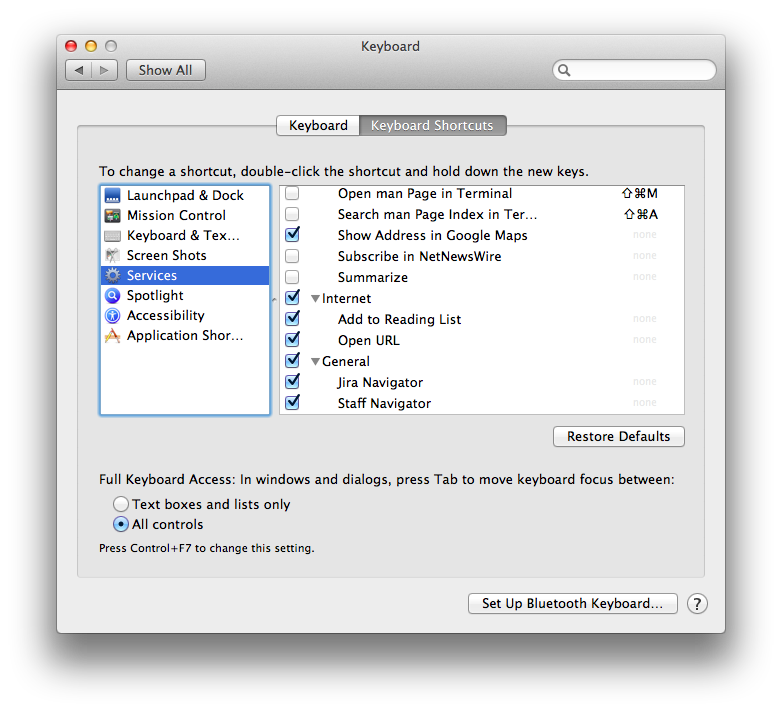 Keyboard
Show All
Keyboard
Keyboard Shortcuts
To change a shortcut, double-click the shortcut and hold down the new keys.
Launchpad & Dock
Mission Control
Keyboard & Tex...
Screen Shots
Services
Spotlight
Accessibility
Application Shor...
Open man Page in Terminal ⇧⌘M
Search man Page Index in Ter... ⇧⌘A
Show Address in Google Maps none
Subscribe in NetNewsWire none
Summarize none
Internet
Add to Reading List none
Open URL none
General
Jira Navigator none
Staff Navigator none
Restore Defaults
Full Keyboard Access: In windows and dialogs, press Tab to move keyboard focus between:
Text boxes and lists only
All controls
Press Control+F7 to change this setting.
Set Up Bluetooth Keyboard...
?